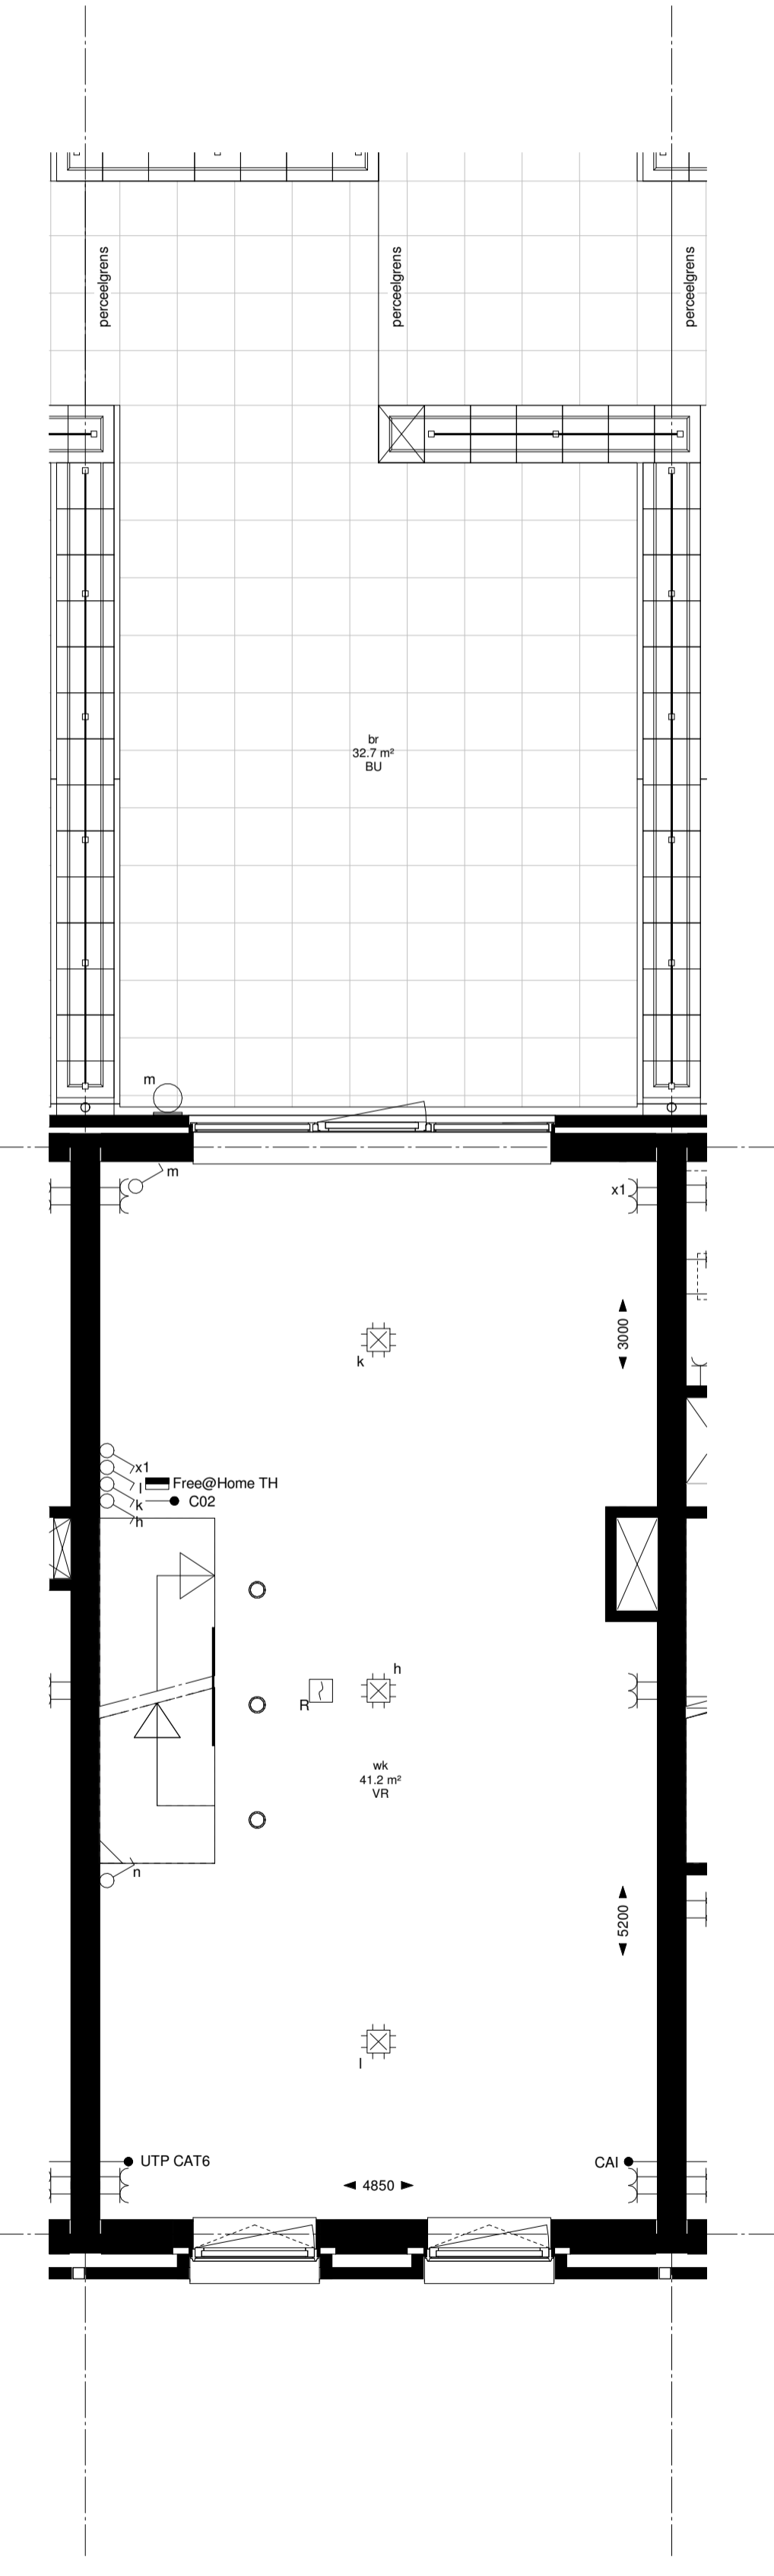 perceelgrens
perceelgrens
perceelgrens
br
32.7 m²
BU
m
m
x1
3000
k
x1
l
Free@Home TH
k
C02
h
h
R
wk
41.2 m²
VR
n
5200
l
UTP CAT6
CAI
4850